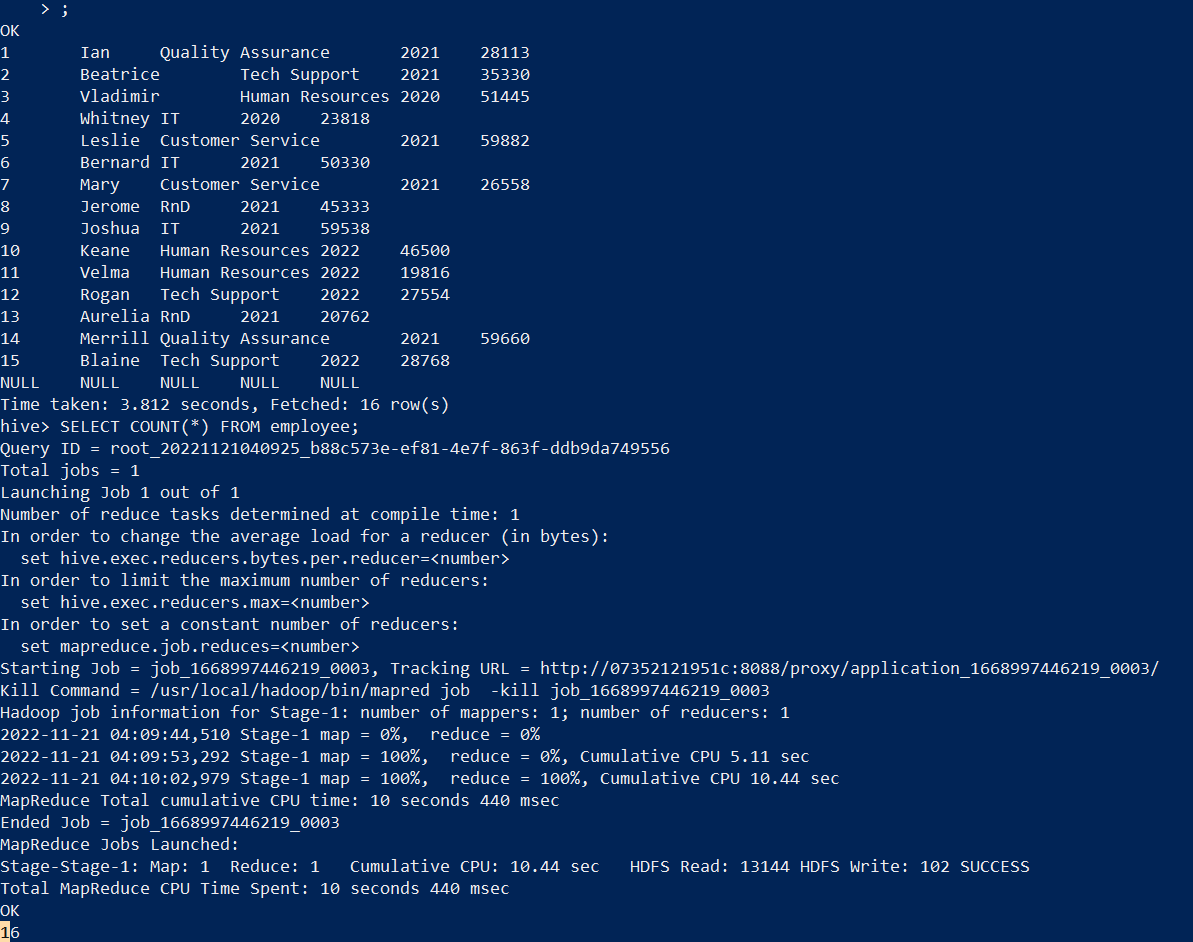 > ;
OK
1       Ian     Quality Assurance       2021    28113
2       Beatrice        Tech Support    2021    35330
3       Vladimir        Human Resources 2020    51445
4       Whitney IT      2020    23818
5       Leslie  Customer Service        2021    59882
6       Bernard IT      2021    50330
7       Mary    Customer Service        2021    26558
8       Jerome  RnD     2021    45333
9       Joshua  IT      2021    59538
10      Keane   Human Resources 2022    46500
11      Velma   Human Resources 2022    19816
12      Rogan   Tech Support    2022    27554
13      Aurelia RnD     2021    20762
14      Merrill Quality Assurance       2021    59660
15      Blaine  Tech Support    2022    28768
NULL    NULL    NULL    NULL    NULL
Time taken: 3.812 seconds, Fetched: 16 row(s)
hive> SELECT COUNT(*) FROM employee;
Query ID = root_20221121040925_b88c573e-ef81-4e7f-863f-ddb9da749556
Total jobs = 1
Launching Job 1 out of 1
Number of reduce tasks determined at compile time: 1
In order to change the average load for a reducer (in bytes):
  set hive.exec.reducers.bytes.per.reducer=<number>
In order to limit the maximum number of reducers:
  set hive.exec.reducers.max=<number>
In order to set a constant number of reducers:
  set mapreduce.job.reduces=<number>
Starting Job = job_1668997446219_0003, Tracking URL = http://07352121951c:8088/proxy/application_1668997446219_0003/
Kill Command = /usr/local/hadoop/bin/mapred job  -kill job_1668997446219_0003
Hadoop job information for Stage-1: number of mappers: 1; number of reducers: 1
2022-11-21 04:09:44,510 Stage-1 map = 0%,  reduce = 0%
2022-11-21 04:09:53,292 Stage-1 map = 100%,  reduce = 0%, Cumulative CPU 5.11 sec
2022-11-21 04:10:02,979 Stage-1 map = 100%,  reduce = 100%, Cumulative CPU 10.44 sec
MapReduce Total cumulative CPU time: 10 seconds 440 msec
Ended Job = job_1668997446219_0003
MapReduce Jobs Launched:
Stage-Stage-1: Map: 1  Reduce: 1   Cumulative CPU: 10.44 sec   HDFS Read: 13144 HDFS Write: 102 SUCCESS
Total MapReduce CPU Time Spent: 10 seconds 440 msec
OK
16